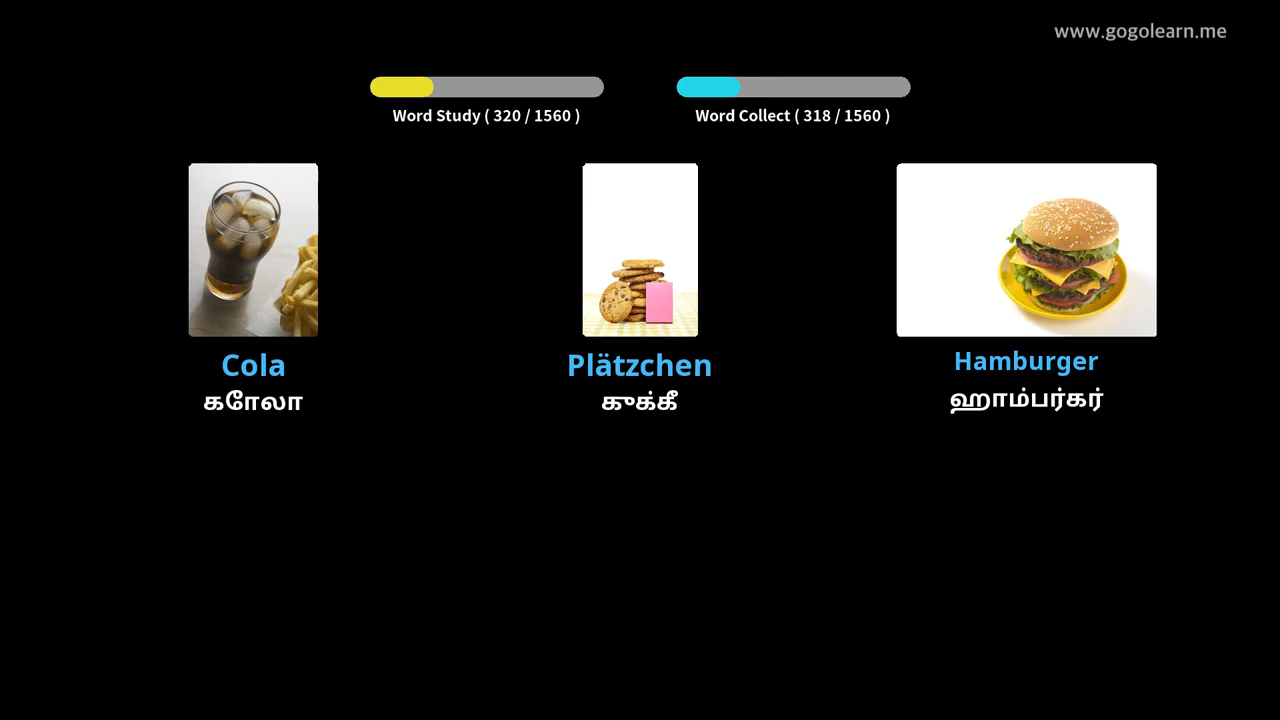 www.gogolearn.me
Word Study ( 320 / 1560 )
Word Collect ( 318 / 1560 )
Cola
கோலா
Plätzchen
குக்கீ
Hamburger
ஹாம்பர்கர்